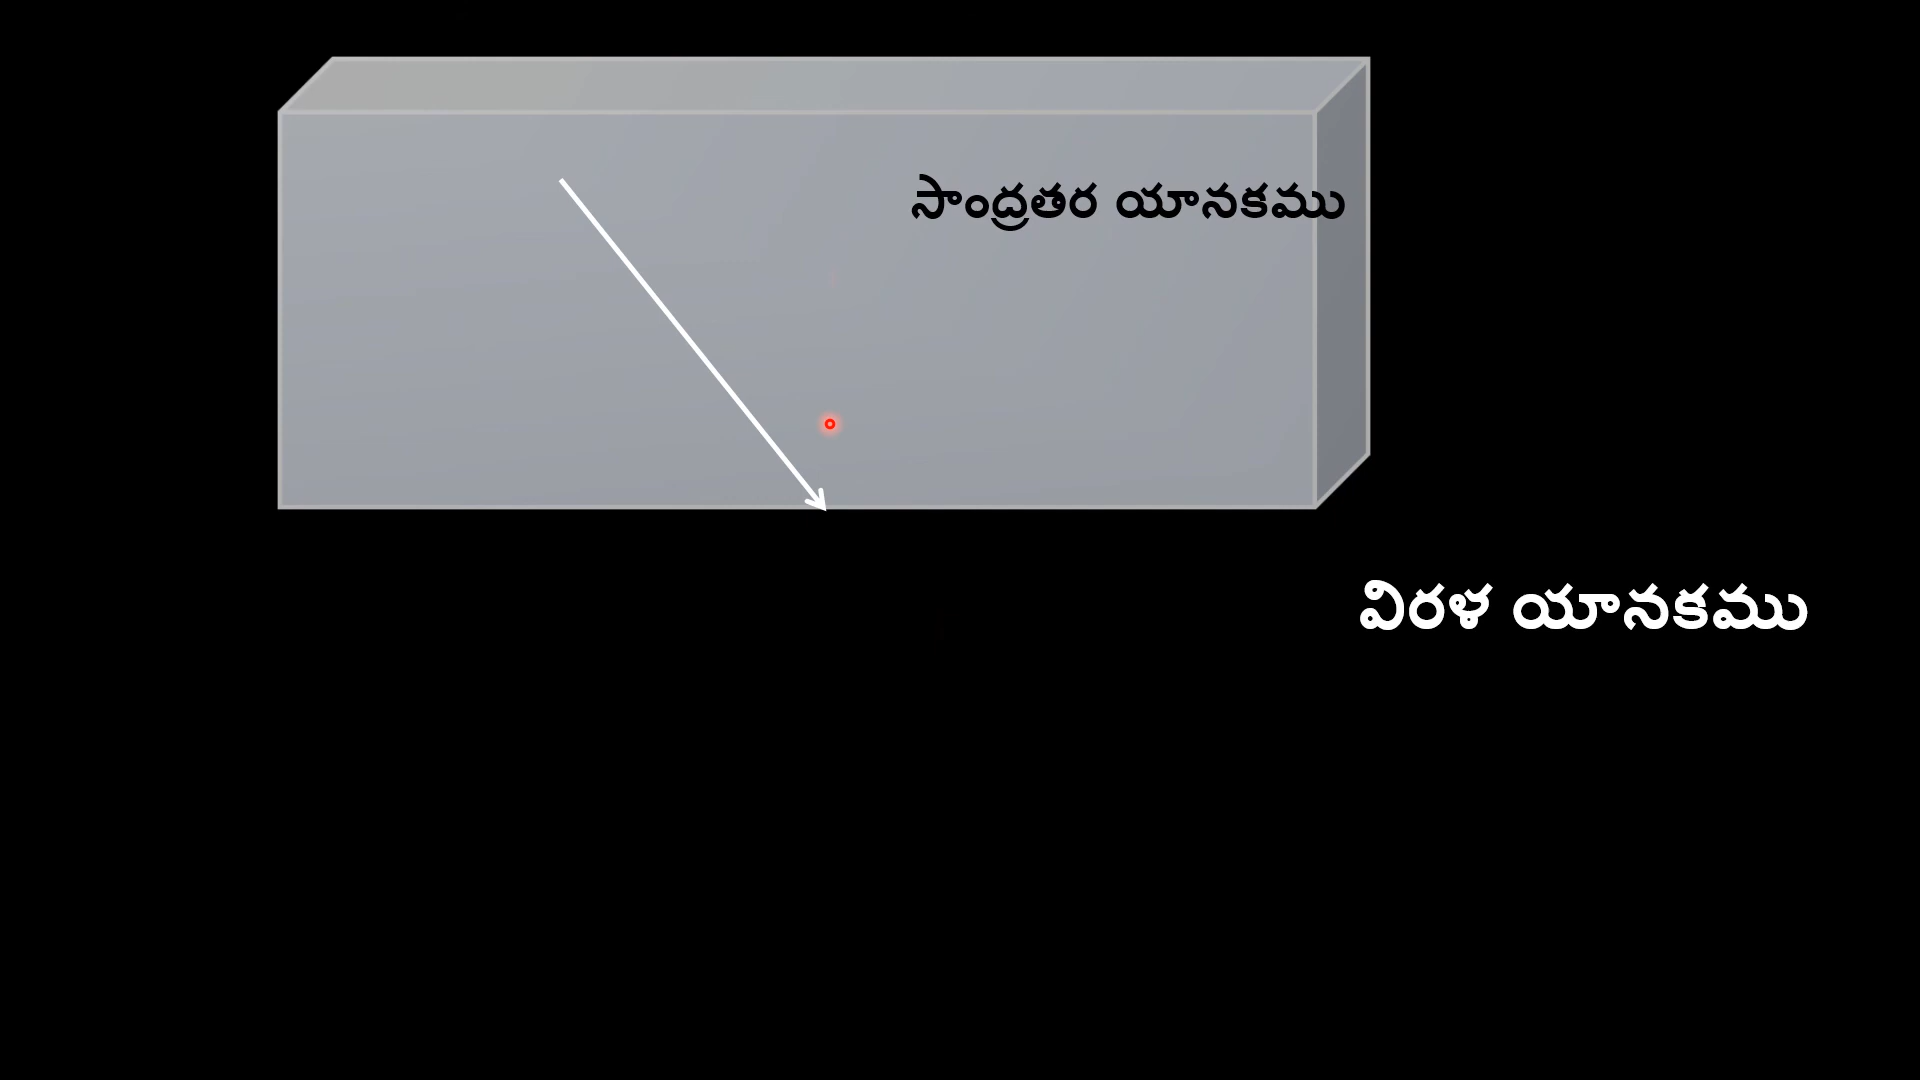 సాంద్రతర యానకము
విరళ యానకము